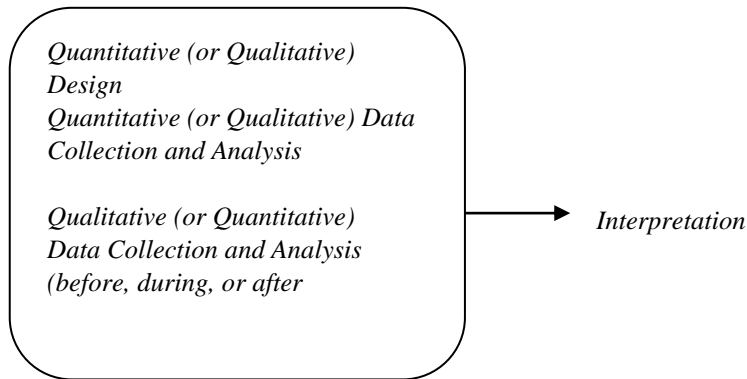 Quantitative (or Qualitative)
Design
Quantitative (or Qualitative) Data
Collection and Analysis
Qualitative (or Quantitative)
Data Collection and Analysis
(before, during, or after
Interpretation